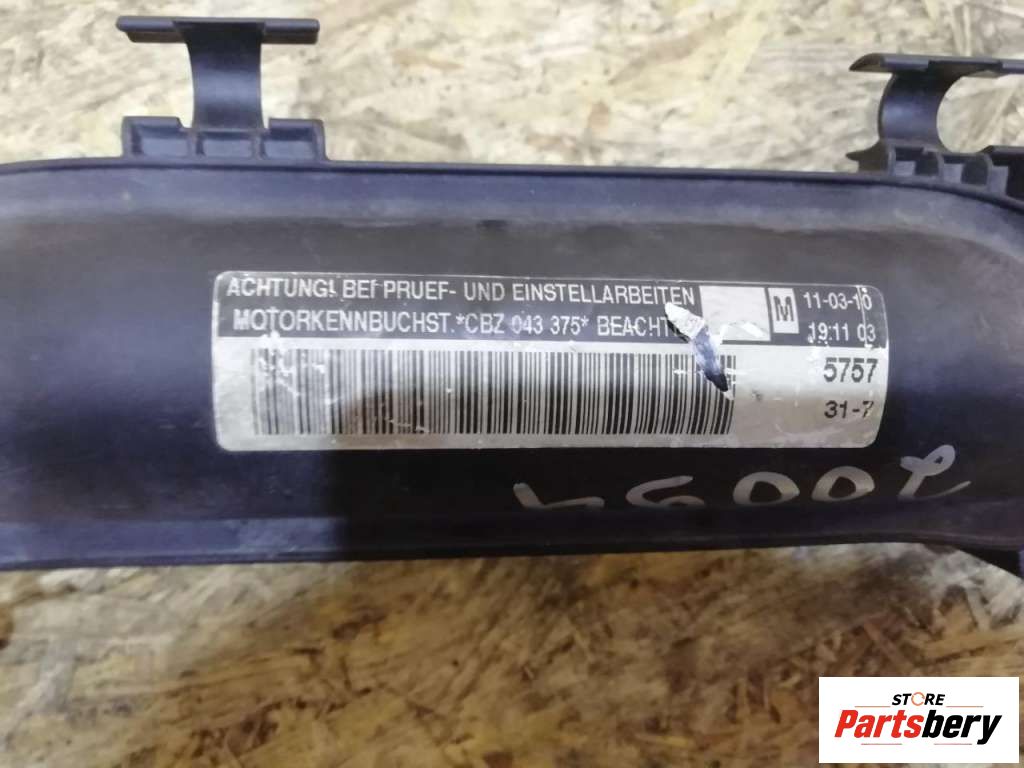 ACHTUNG! BEI PRUEF- UND EINSTELLARBEITEN
MOTORKENNBUCHST.*CBZ 043 375*
M
11-03-10
19:11 03
5757
31-7
STORE
Partsbery